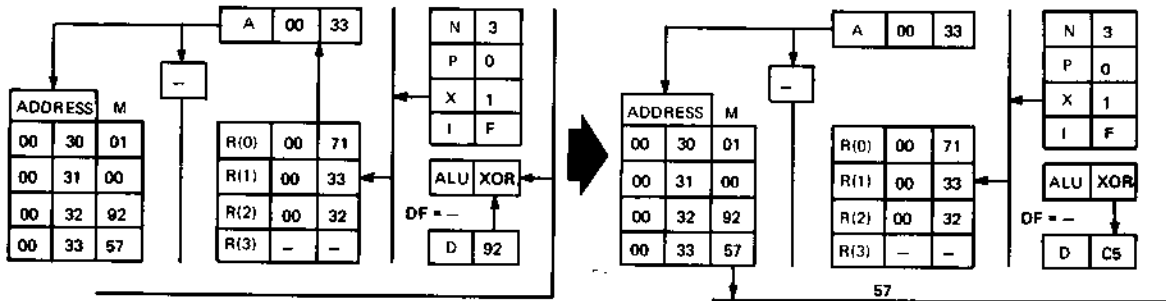 A 00 33
N 3
P 0
X 1
I F
–
ADDRESS M
00 30 01
00 31 00
00 32 92
00 33 57
R(0) 00 71
R(1) 00 33
R(2) 00 32
R(3) – –
ALU XOR
DF = –
D 92
A 00 33
N 3
P 0
X 1
I F
–
ADDRESS M
00 30 01
00 31 00
00 32 92
00 33 57
R(0) 00 71
R(1) 00 33
R(2) 00 32
R(3) – –
ALU XOR
DF = –
D C5
57